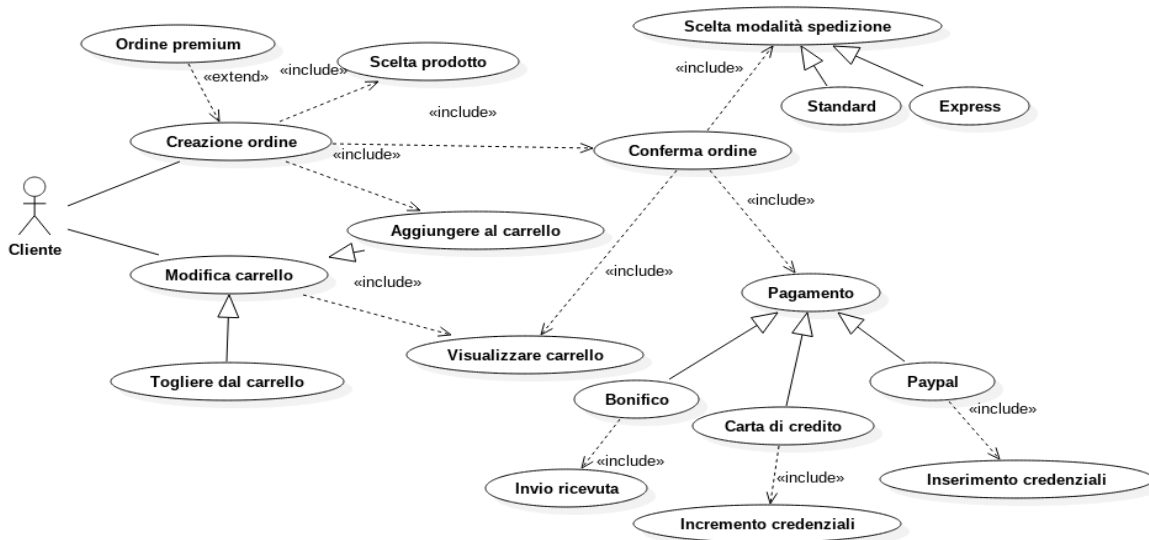 Scelta modalità spedizione
Ordine premium
Scelta prodotto
«include»
«extend»
«include»
Standard
Express
«include»
Creazione ordine
«include»
Conferma ordine
«include»
Aggiungere al carrello
Cliente
Modifica carrello
«include»
«include»
Pagamento
Visualizzare carrello
Togliere dal carrello
Bonifico
Paypal
«include»
Carta di credito
«include»
«include»
Inserimento credenziali
Invio ricevuta
Incremento credenziali